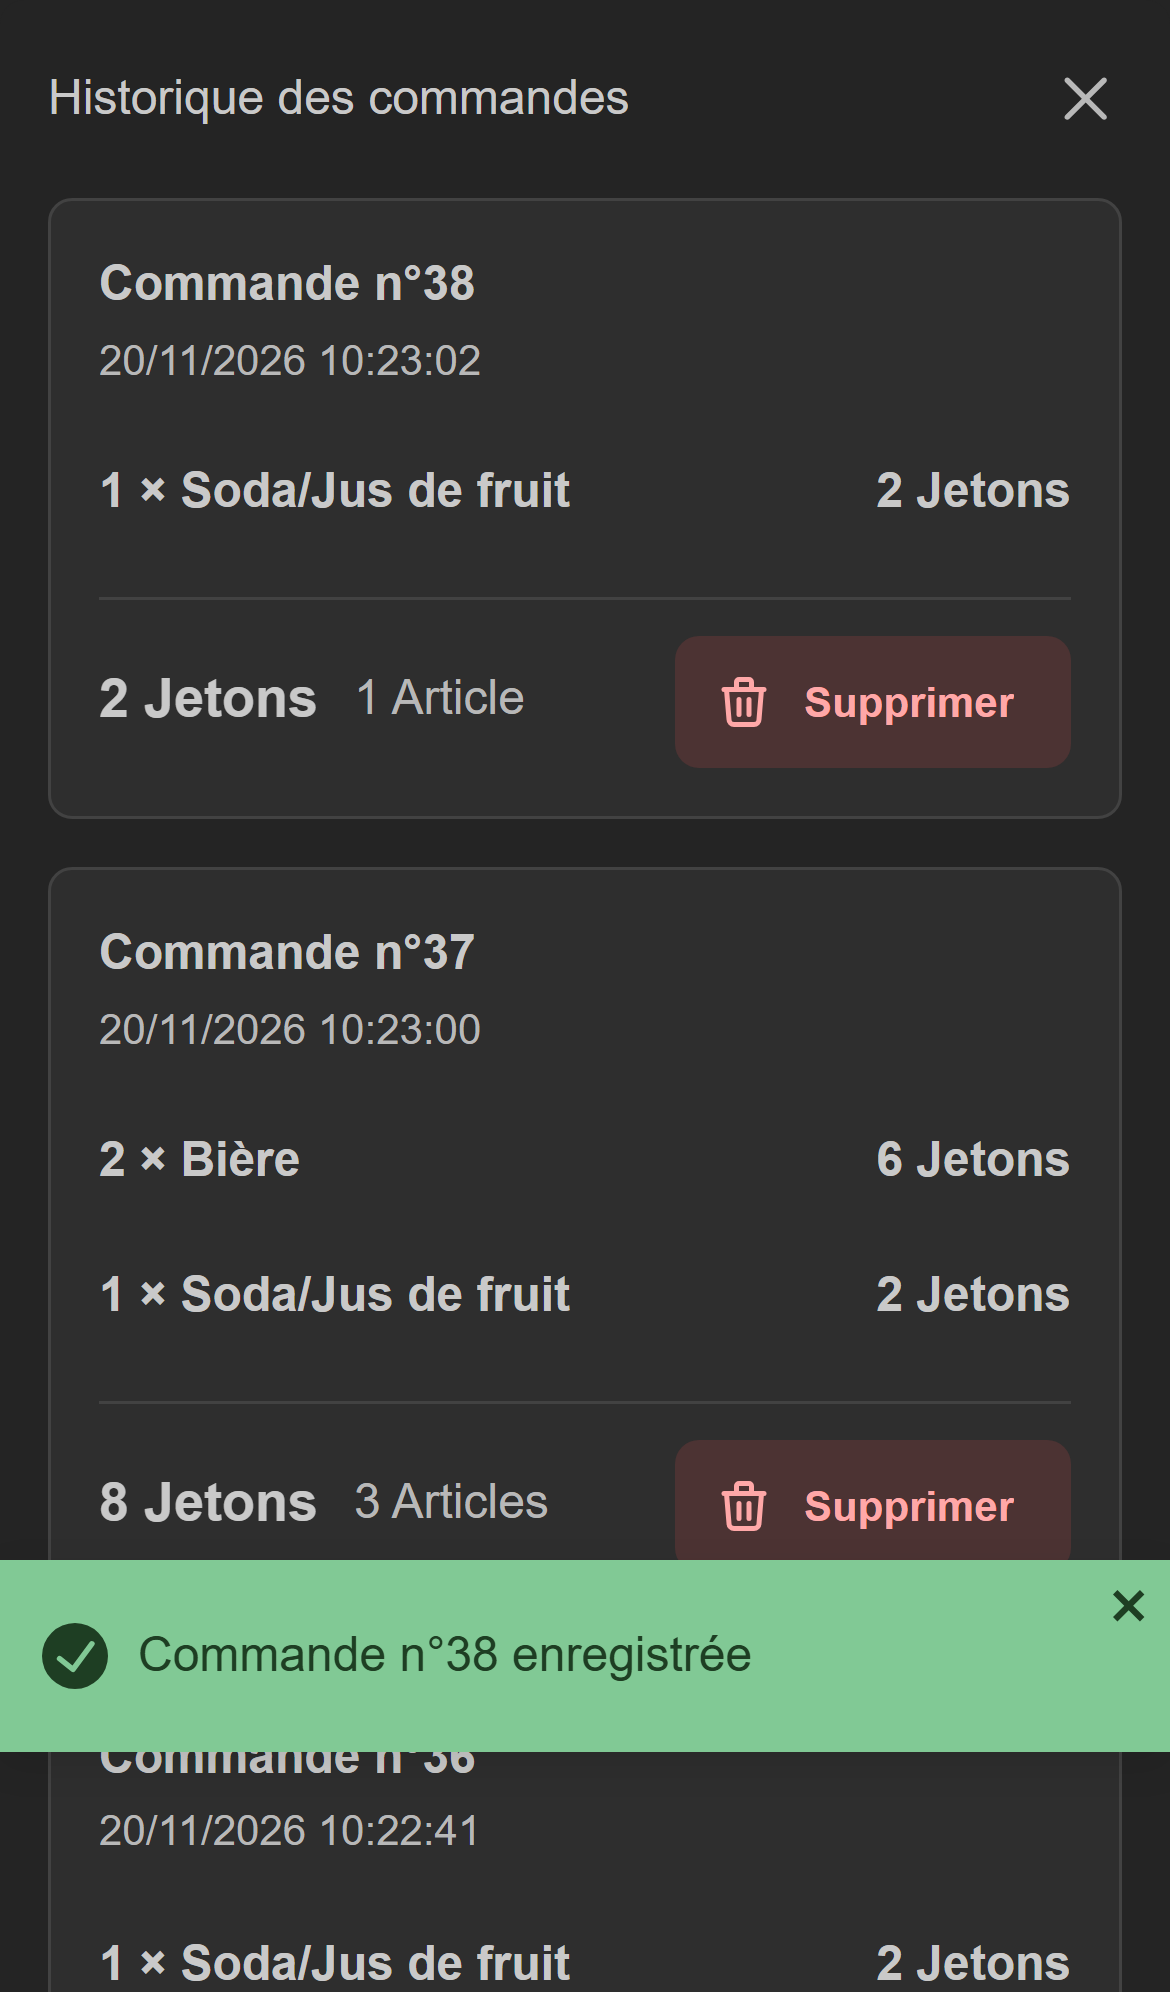 Historique des commandes
Commande n°38
20/11/2026 10:23:02
1 × Soda/Jus de fruit 2 Jetons
2 Jetons 1 Article Supprimer
Commande n°37
20/11/2026 10:23:00
2 × Bière 6 Jetons
1 × Soda/Jus de fruit 2 Jetons
8 Jetons 3 Articles Supprimer
Commande n°38 enregistrée
Commande n°36
20/11/2026 10:22:41
1 × Soda/Jus de fruit 2 Jetons